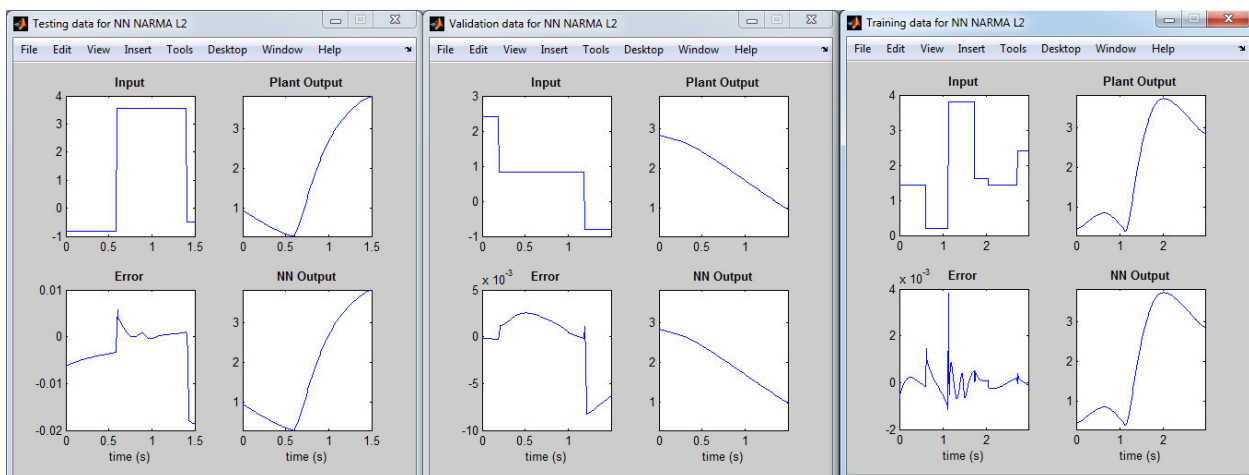 Testing data for NN NARMA L2
File Edit View Insert Tools Desktop Window Help
Input
4
3
2
1
0
-1
0 0.5 1 1.5
Plant Output
3
2
1
0 0.5 1 1.5
Error
0.01
0
-0.01
-0.02
0 0.5 1 1.5
time (s)
NN Output
3
2
1
0 0.5 1 1.5
time (s)
Validation data for NN NARMA L2
File Edit View Insert Tools Desktop Window Help
Input
3
2
1
0
-1
0 0.5 1
Plant Output
3
2
1
0 0.5 1
Error
x 10-3
5
0
-5
-10
0 0.5 1
time (s)
NN Output
3
2
1
0 0.5 1
time (s)
Training data for NN NARMA L2
File Edit View Insert Tools Desktop Window Help
Input
4
3
2
1
0
0 1 2
Plant Output
3
2
1
0 1 2
Error
x 10-3
4
2
0
-2
0 1 2
time (s)
NN Output
3
2
1
0 1 2
time (s)